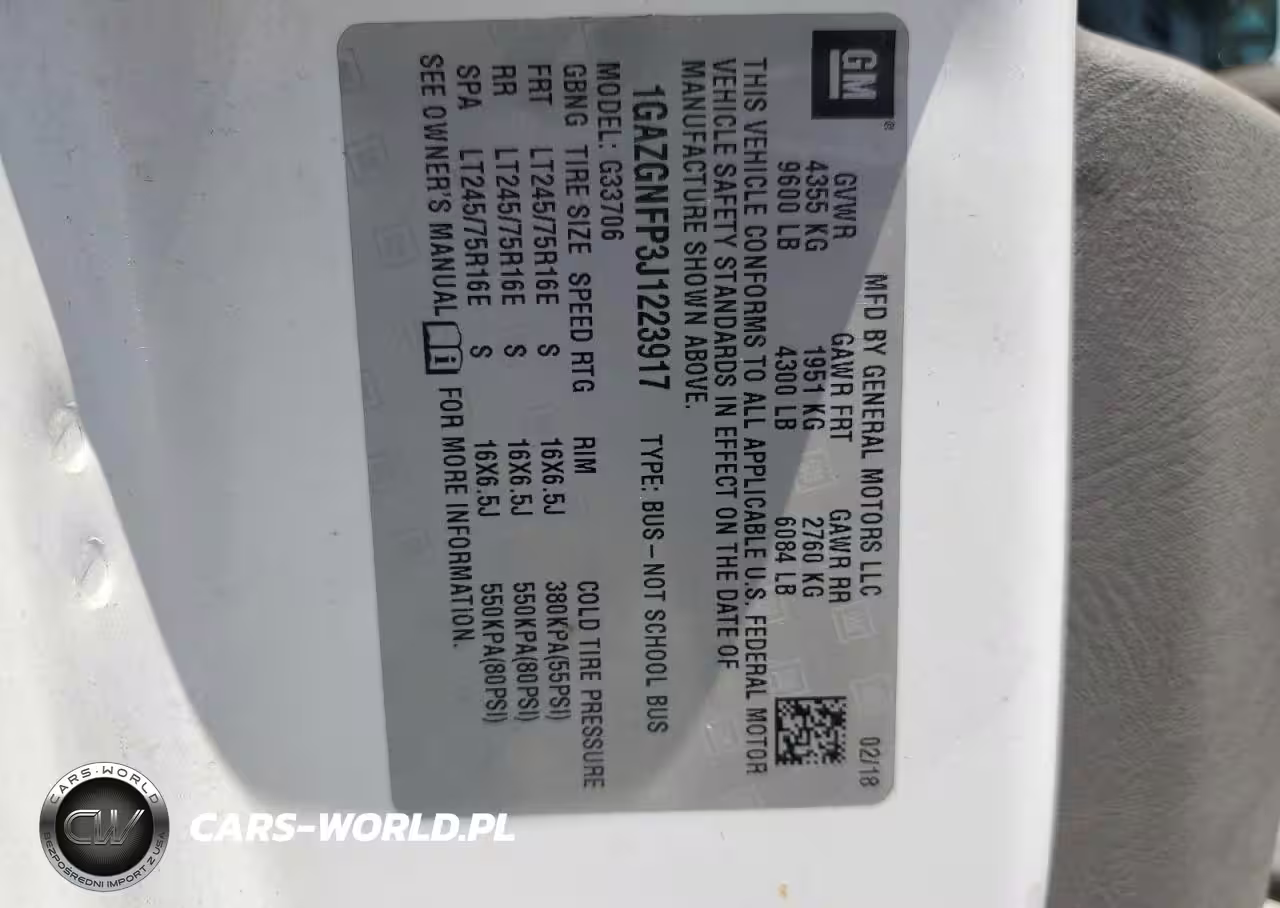 GM
®
MFD BY GENERAL MOTORS LLC 02/18
GVWR GAWR FRT GAWR RR
4355 KG 1951 KG 2760 KG
9600 LB 4300 LB 6084 LB
THIS VEHICLE CONFORMS TO ALL APPLICABLE U.S. FEDERAL MOTOR
VEHICLE SAFETY STANDARDS IN EFFECT ON THE DATE OF
MANUFACTURE SHOWN ABOVE.
1GAZGNFP3J1223917 TYPE: BUS-NOT SCHOOL BUS
MODEL: G33706
GBNG TIRE SIZE SPEED RTG RIM COLD TIRE PRESSURE
FRT LT245/75R16E S 16X6.5J 380KPA(55PSI)
RR LT245/75R16E S 16X6.5J 550KPA(80PSI)
SPA LT245/75R16E S 16X6.5J 550KPA(80PSI)
SEE OWNER'S MANUAL i FOR MORE INFORMATION.
CARS-WORLD
CW
BEZPOŚREDNI IMPORT Z USA
CARS-WORLD.PL